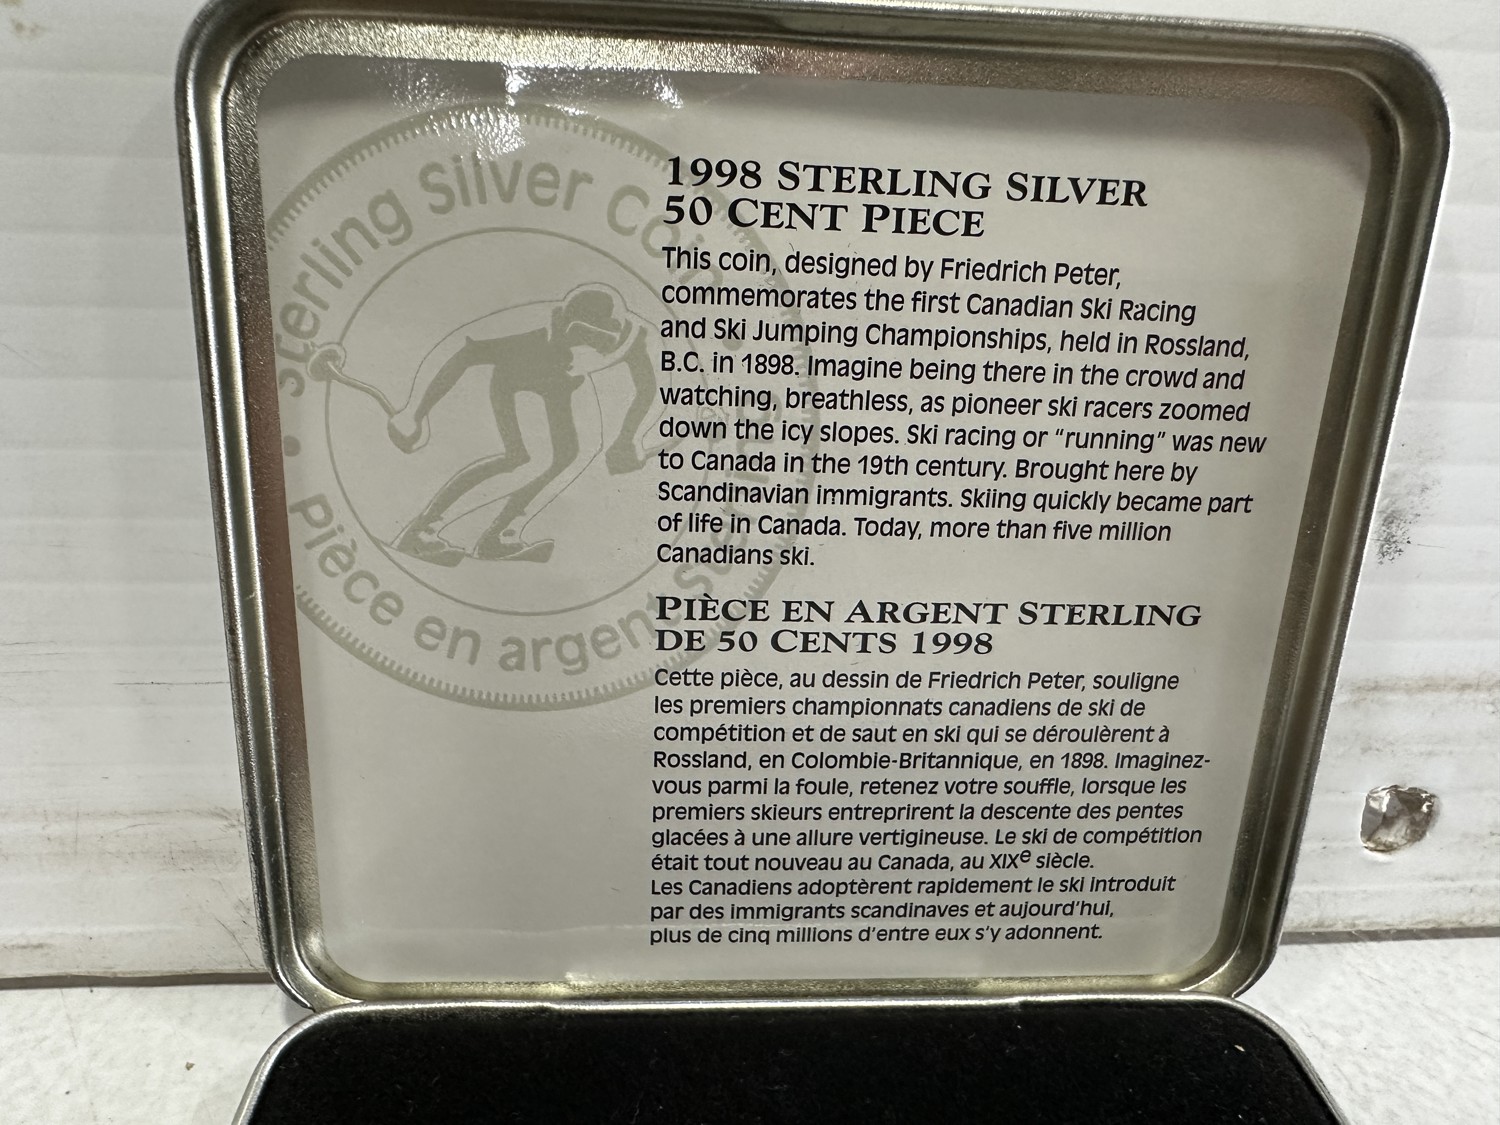 Sterling Silver Coin
Pièce en argent sterling
1998 STERLING SILVER
50 CENT PIECE
This coin, designed by Friedrich Peter,
commemorates the first Canadian Ski Racing
and Ski Jumping Championships, held in Rossland,
B.C. in 1898. Imagine being there in the crowd and
watching, breathless, as pioneer ski racers zoomed
down the icy slopes. Ski racing or “running” was new
to Canada in the 19th century. Brought here by
Scandinavian immigrants. Skiing quickly became part
of life in Canada. Today, more than five million
Canadians ski.
PIÈCE EN ARGENT STERLING
DE 50 CENTS 1998
Cette pièce, au dessin de Friedrich Peter, souligne
les premiers championnats canadiens de ski de
compétition et de saut en ski qui se déroulèrent à
Rossland, en Colombie-Britannique, en 1898. Imaginez-
vous parmi la foule, retenez votre souffle, lorsque les
premiers skieurs entreprirent la descente des pentes
glacées à une allure vertigineuse. Le ski de compétition
était tout nouveau au Canada, au XIXe siècle.
Les Canadiens adoptèrent rapidement le ski introduit
par des immigrants scandinaves et aujourd’hui,
plus de cinq millions d’entre eux s’y adonnent.